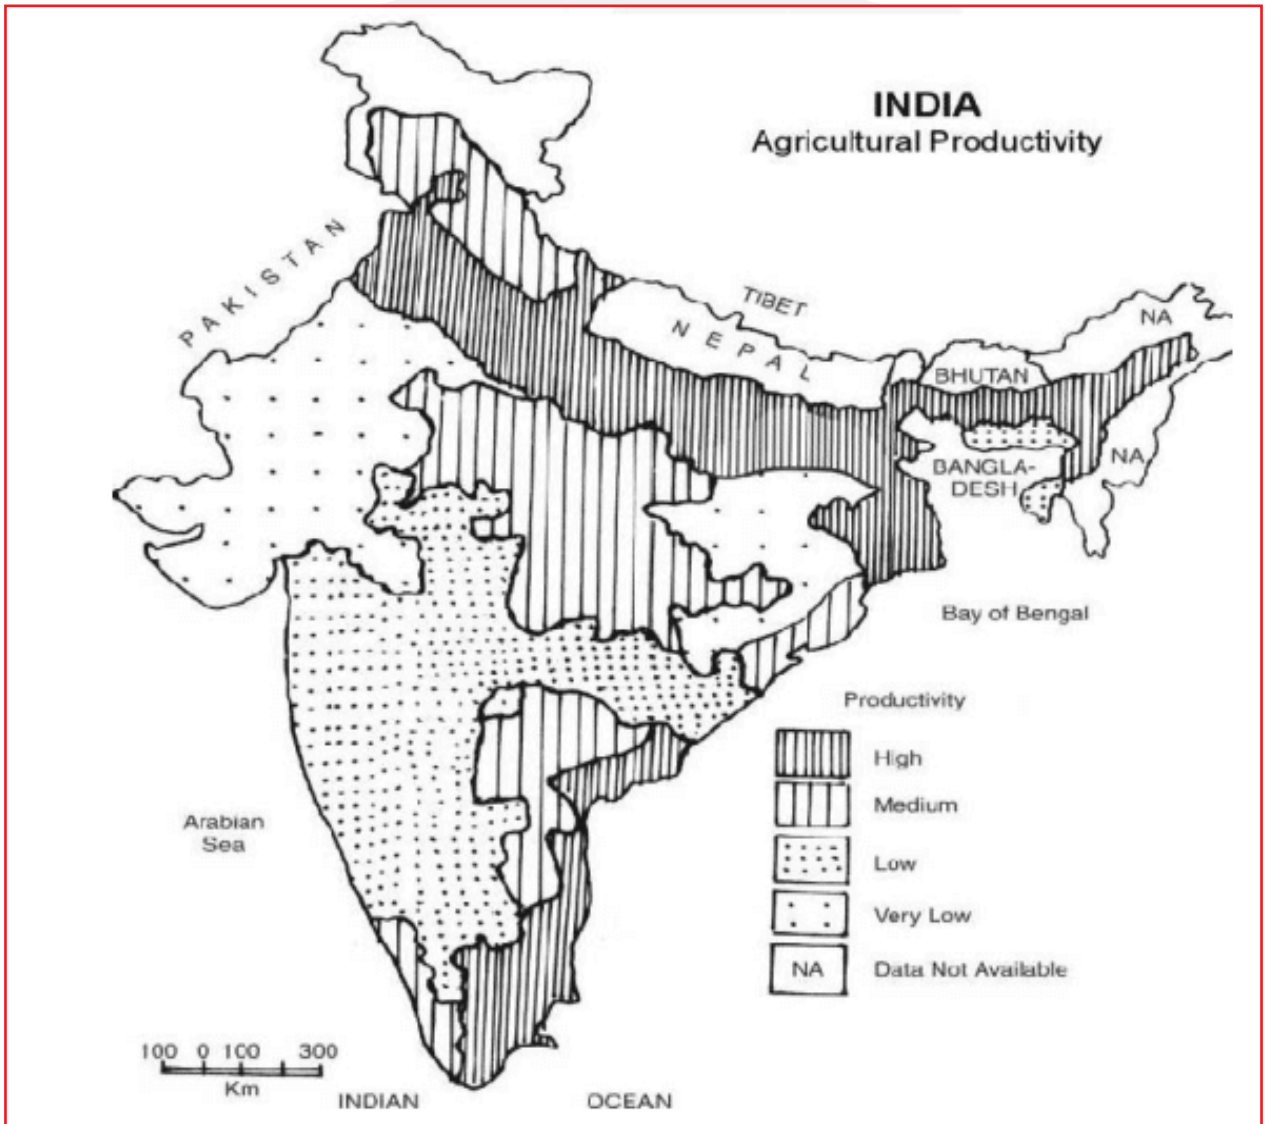 INDIA
Agricultural Productivity
PAKISTAN
TIBET
NEPAL
NA
BHUTAN
BANGLA-
DESH
NA
Bay of Bengal
Arabian
Sea
Productivity
High
Medium
Low
Very Low
NA
Data Not Available
100 0 100 300
Km
INDIAN OCEAN